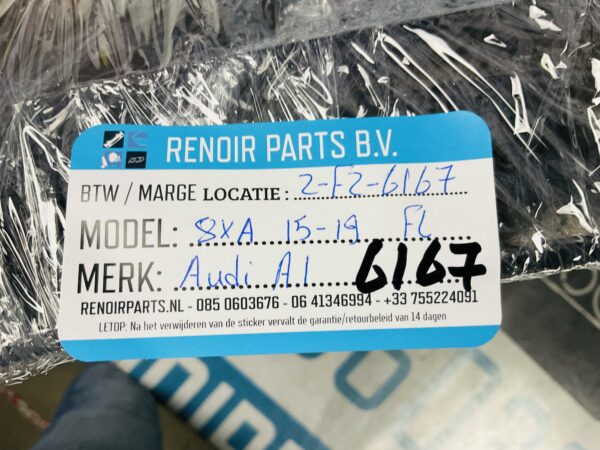 RENOIR PARTS B.V.
BTW / MARGE LOCATIE : 2-F2-6167
MODEL: 8XA 15-19 FL
MERK: Audi A1 6167
RENOIRPARTS.NL - 085 0603676 - 06 41346994 - +33 755224091
LETOP: Na het verwijderen van de sticker vervalt de garantie/retourbeleid van 14 dagen